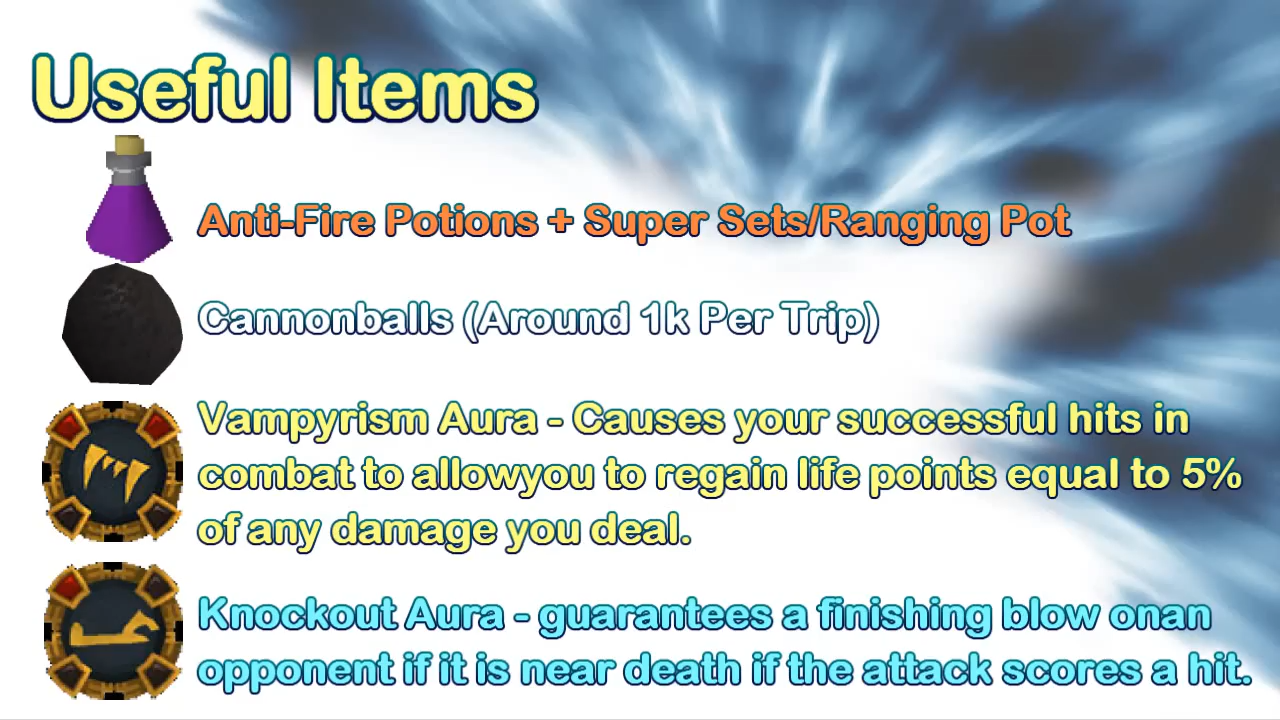 Useful Items
Anti-Fire Potions + Super Sets/Ranging Pot
Cannonballs (Around 1k Per Trip)
Vampyrism Aura - Causes your successful hits in
combat to allowyou to regain life points equal to 5%
of any damage you deal.
Knockout Aura - guarantees a finishing blow onan
opponent if it is near death if the attack scores a hit.